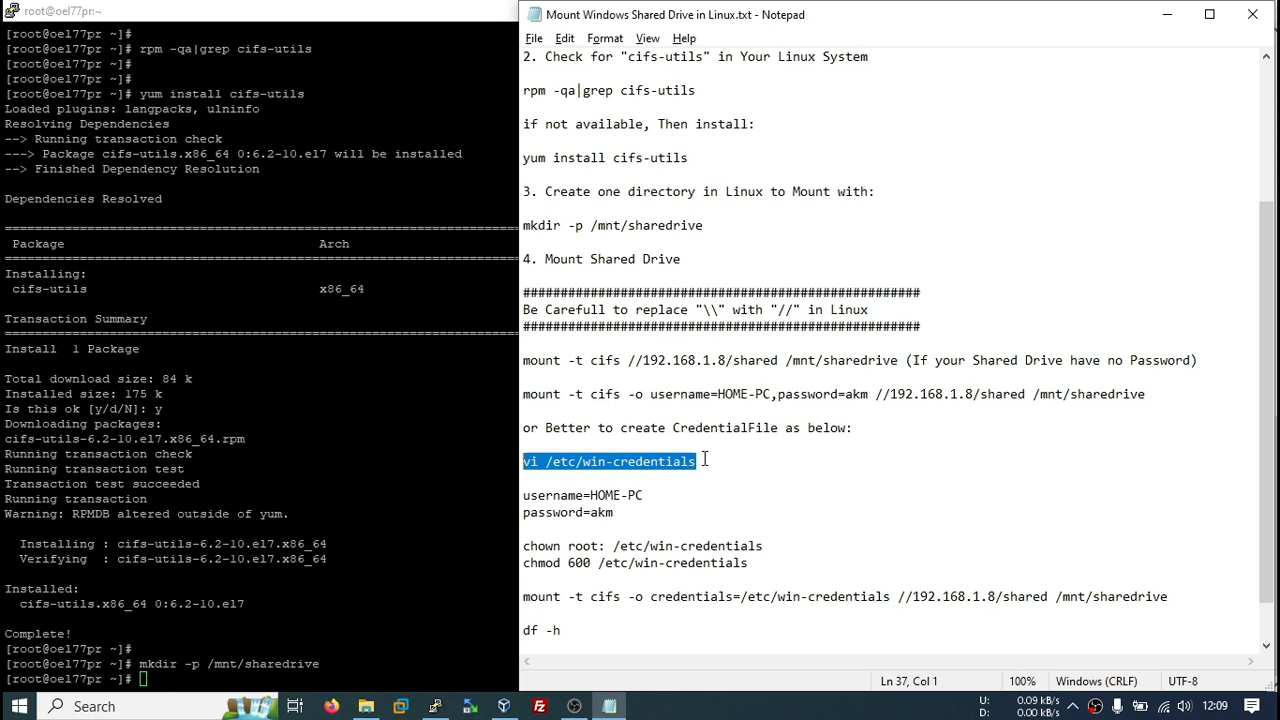 root@oel77pr:~
[root@oel77pr ~]#
[root@oel77pr ~]# rpm -qa|grep cifs-utils
[root@oel77pr ~]#
[root@oel77pr ~]#
[root@oel77pr ~]# yum install cifs-utils
Loaded plugins: langpacks, ulninfo
Resolving Dependencies
--> Running transaction check
---> Package cifs-utils.x86_64 0:6.2-10.el7 will be installed
--> Finished Dependency Resolution
Dependencies Resolved
================================================================
Package Arch
================================================================
Installing:
cifs-utils x86_64
Transaction Summary
================================================================
Install 1 Package
Total download size: 84 k
Installed size: 175 k
Is this ok [y/d/N]: y
Downloading packages:
cifs-utils-6.2-10.el7.x86_64.rpm
Running transaction check
Running transaction test
Transaction test succeeded
Running transaction
Warning: RPMDB altered outside of yum.
Installing : cifs-utils-6.2-10.el7.x86_64
Verifying : cifs-utils-6.2-10.el7.x86_64
Installed:
cifs-utils.x86_64 0:6.2-10.el7
Complete!
[root@oel77pr ~]#
[root@oel77pr ~]# mkdir -p /mnt/sharedrive
[root@oel77pr ~]#
Mount Windows Shared Drive in Linux.txt - Notepad
File Edit Format View Help
2. Check for "cifs-utils" in Your Linux System
rpm -qa|grep cifs-utils
if not available, Then install:
yum install cifs-utils
3. Create one directory in Linux to Mount with:
mkdir -p /mnt/sharedrive
4. Mount Shared Drive
#####################################################
Be Carefull to replace "\\" with "//" in Linux
#####################################################
mount -t cifs //192.168.1.8/shared /mnt/sharedrive (If your Shared Drive have no Password)
mount -t cifs -o username=HOME-PC,password=akm //192.168.1.8/shared /mnt/sharedrive
or Better to create CredentialFile as below:
vi /etc/win-credentials
username=HOME-PC
password=akm
chown root: /etc/win-credentials
chmod 600 /etc/win-credentials
mount -t cifs -o credentials=/etc/win-credentials //192.168.1.8/shared /mnt/sharedrive
df -h
Ln 37, Col 1 100% Windows (CRLF) UTF-8
Search
U: 0.09 kB/s
D: 0.00 kB/s
12:09